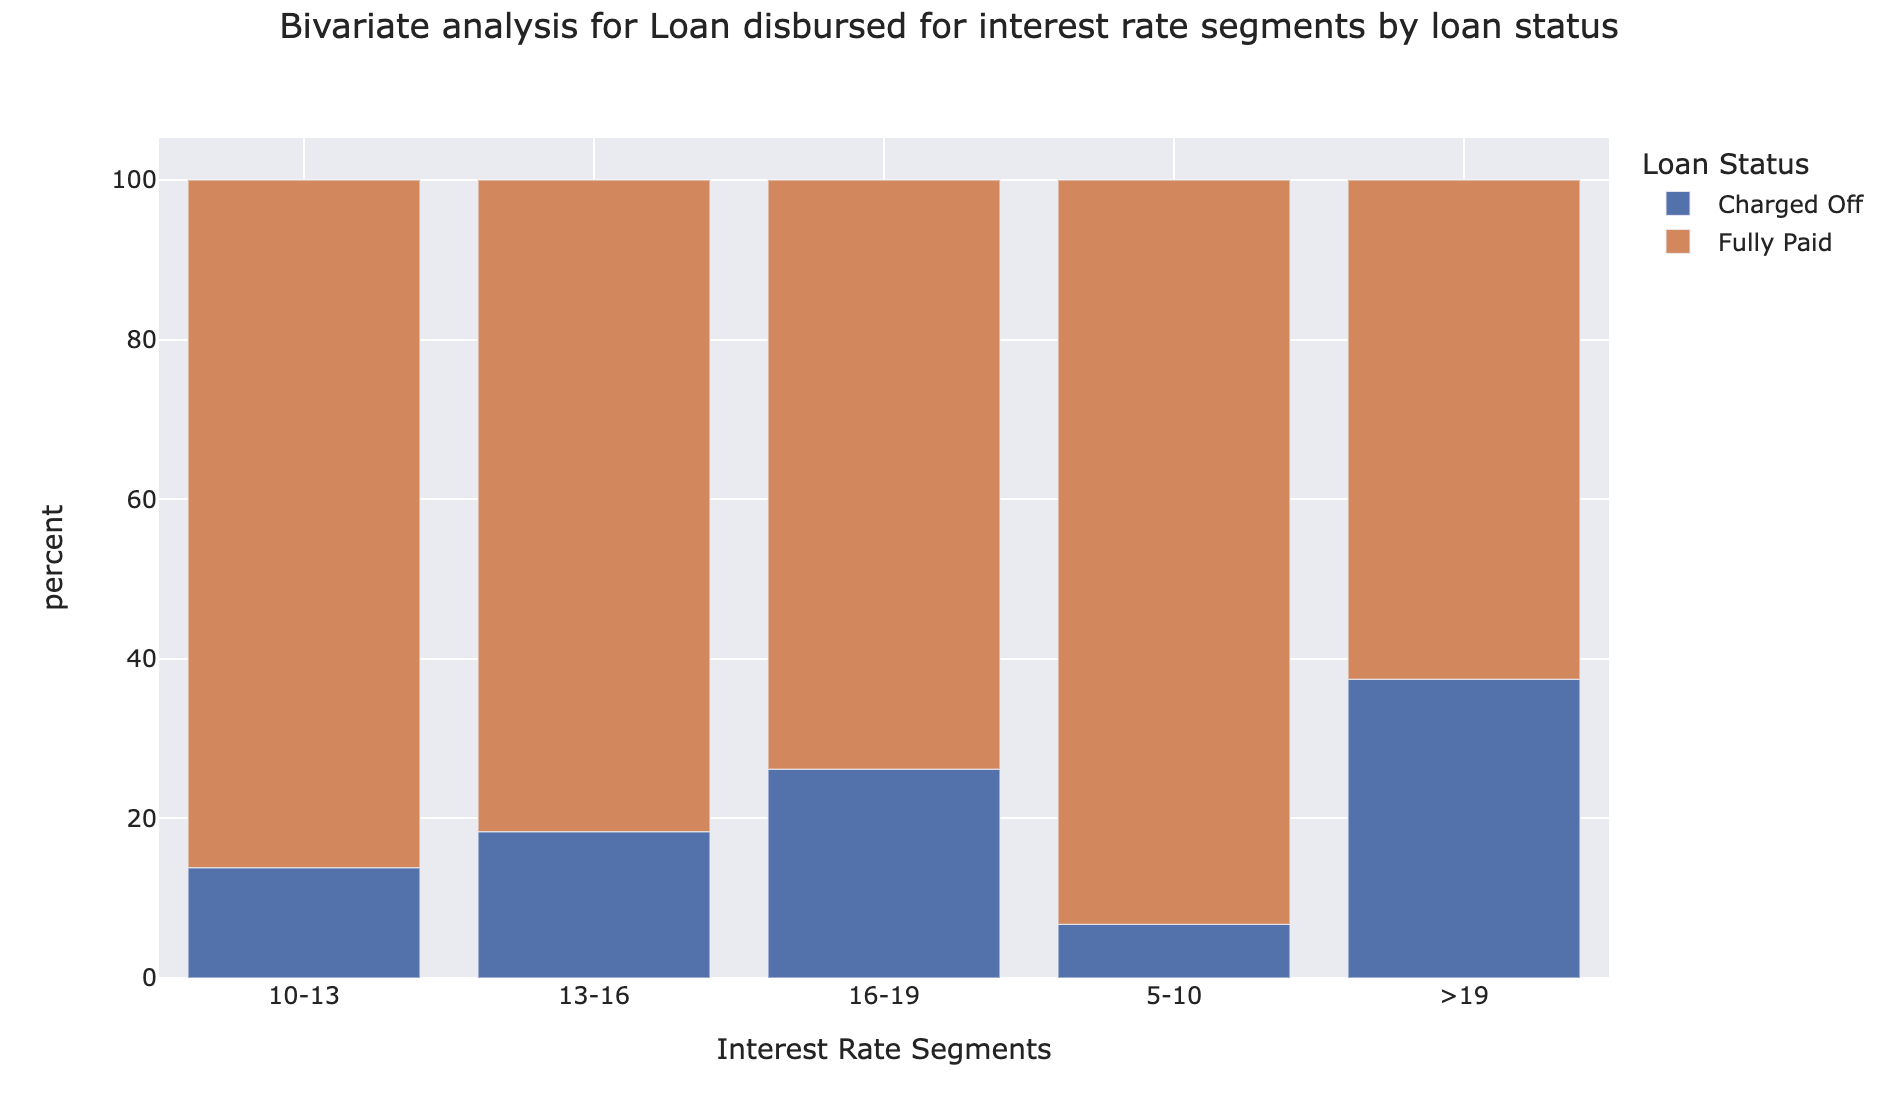 Bivariate analysis for Loan disbursed for interest rate segments by loan status
Loan Status
Charged Off
Fully Paid
100
80
60
40
20
0
percent
10-13
13-16
16-19
5-10
>19
Interest Rate Segments